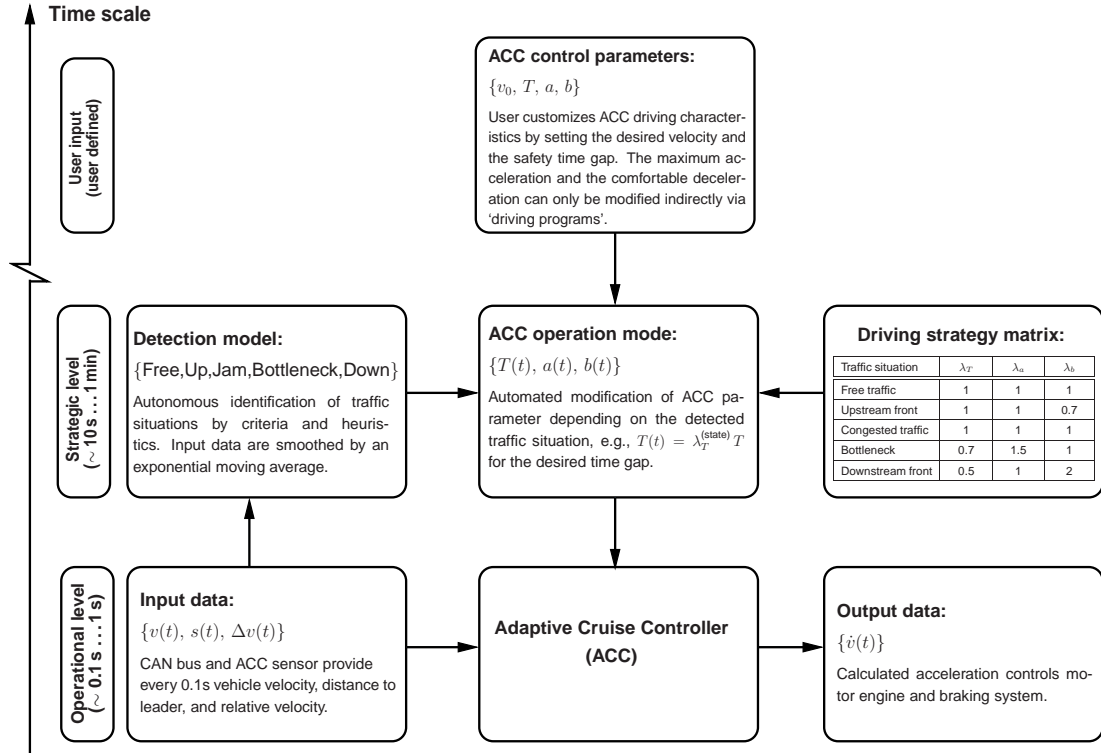 Time scale
User input
(user defined)
ACC control parameters:
{v₀, T, a, b}
User customizes ACC driving character-
istics by setting the desired velocity and
the safety time gap. The maximum ac-
celeration and the comfortable deceler-
ation can only be modified indirectly via
‘driving programs’.
Strategic level
(∼ 10 s … 1 min)
Detection model:
{Free,Up,Jam,Bottleneck,Down}
Autonomous identification of traffic
situations by criteria and heuris-
tics. Input data are smoothed by an
exponential moving average.
ACC operation mode:
{T(t), a(t), b(t)}
Automated modification of ACC pa-
rameter depending on the detected
traffic situation, e.g., T(t) = λ_T^(state) T
for the desired time gap.
Driving strategy matrix:
Traffic situation λ_T λ_a λ_b
Free traffic 1 1 1
Upstream front 1 1 0.7
Congested traffic 1 1 1
Bottleneck 0.7 1.5 1
Downstream front 0.5 1 2
Operational level
(∼ 0.1 s … 1 s)
Input data:
{v(t), s(t), Δv(t)}
CAN bus and ACC sensor provide
every 0.1s vehicle velocity, distance to
leader, and relative velocity.
Adaptive Cruise Controller
(ACC)
Output data:
{v̇(t)}
Calculated acceleration controls mo-
tor engine and braking system.